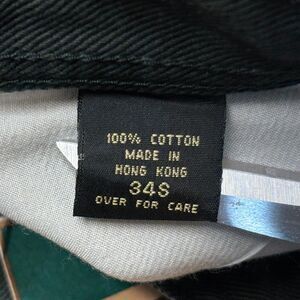 100% COTTON
MADE IN
HONG KONG
34S
OVER FOR CARE